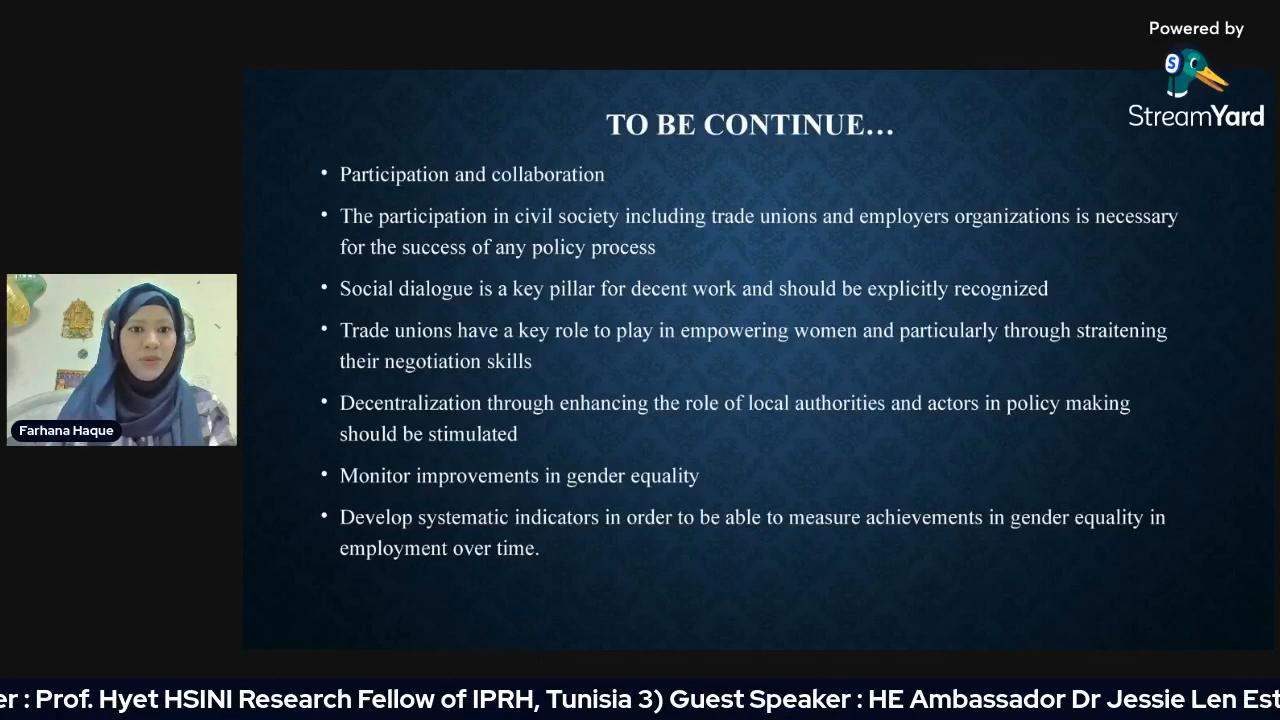 Powered by
StreamYard
TO BE CONTINUE...
• Participation and collaboration
• The participation in civil society including trade unions and employers organizations is necessary
for the success of any policy process
• Social dialogue is a key pillar for decent work and should be explicitly recognized
• Trade unions have a key role to play in empowering women and particularly through straitening
their negotiation skills
• Decentralization through enhancing the role of local authorities and actors in policy making
should be stimulated
• Monitor improvements in gender equality
• Develop systematic indicators in order to be able to measure achievements in gender equality in
employment over time.
Farhana Haque
er : Prof. Hyet HSINI Research Fellow of IPRH, Tunisia 3) Guest Speaker : HE Ambassador Dr Jessie Len Est